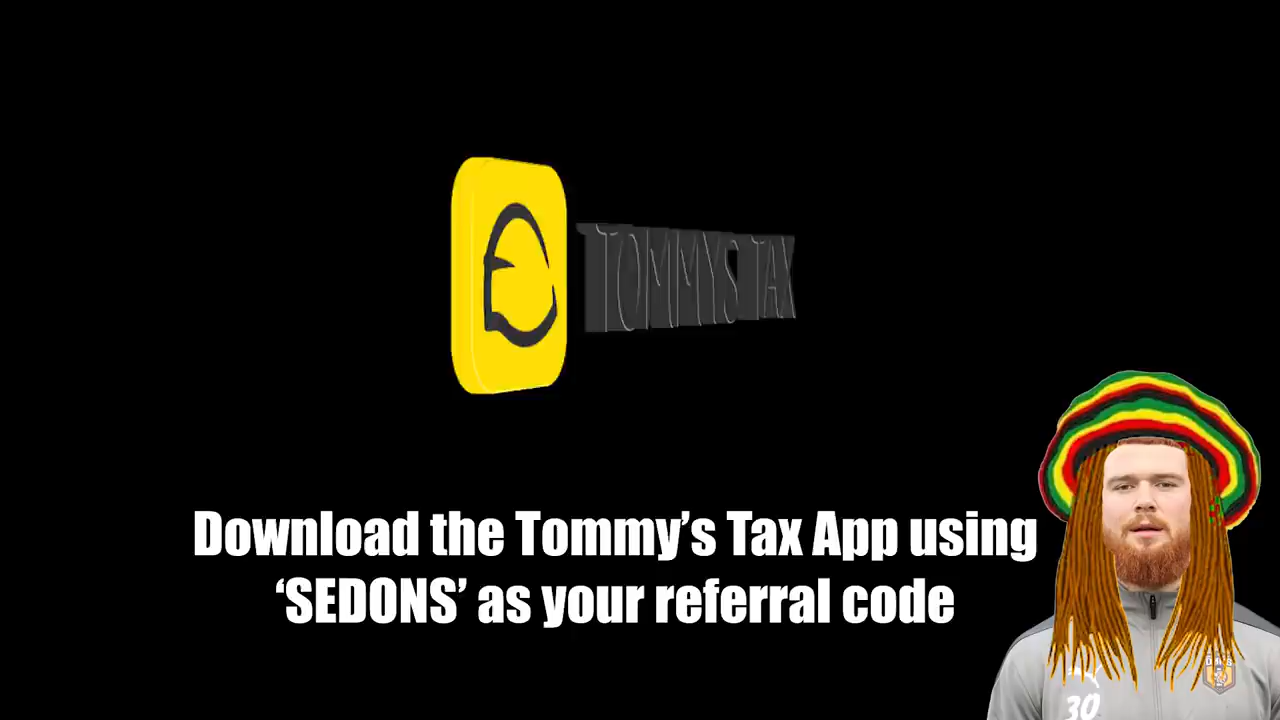 TOMMYS TAX
Download the Tommy's Tax App using
‘SEDONS’ as your referral code
30